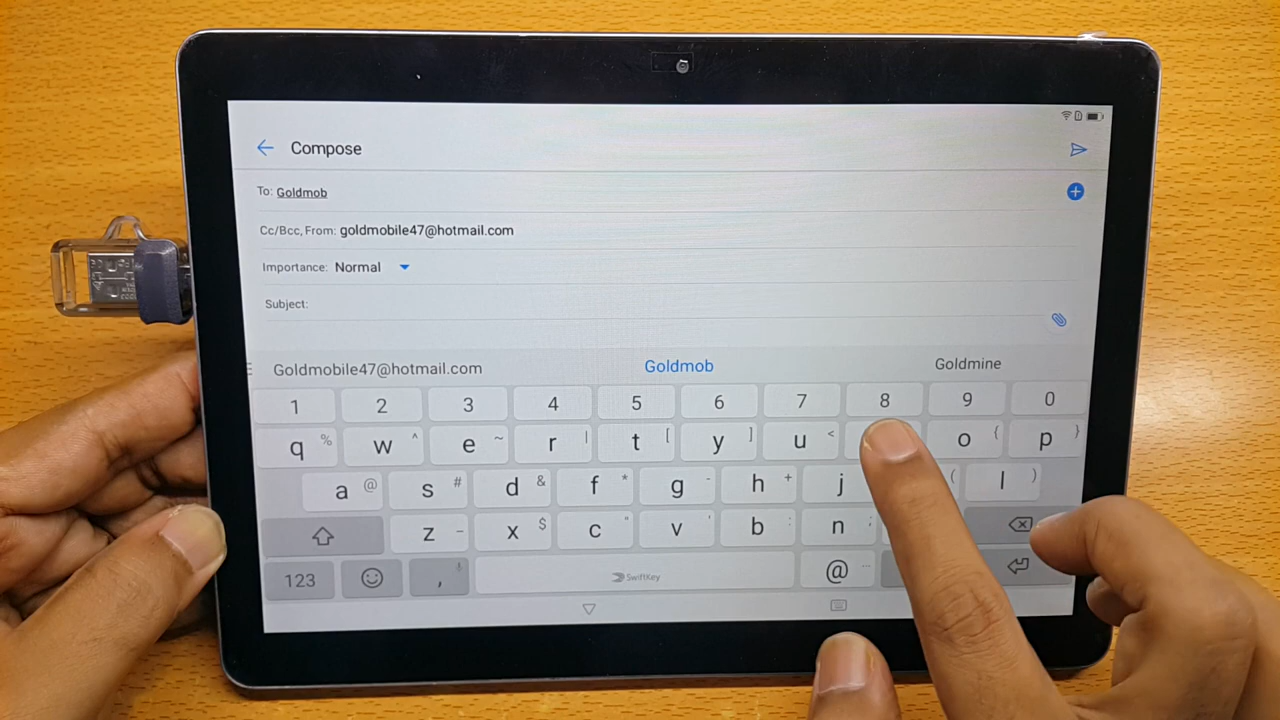 Compose
To: Goldmob
Cc/Bcc, From: goldmobile47@hotmail.com
Importance: Normal
Subject:
Goldmobile47@hotmail.com Goldmob Goldmine
1 2 3 4 5 6 7 8 9 0
q % w ^ e ~ r | t [ y ] u < o { p }
a @ s # d & f * g - h + j ( l )
z _ x $ c " v ' b : n ;
123 , SwiftKey @ ...